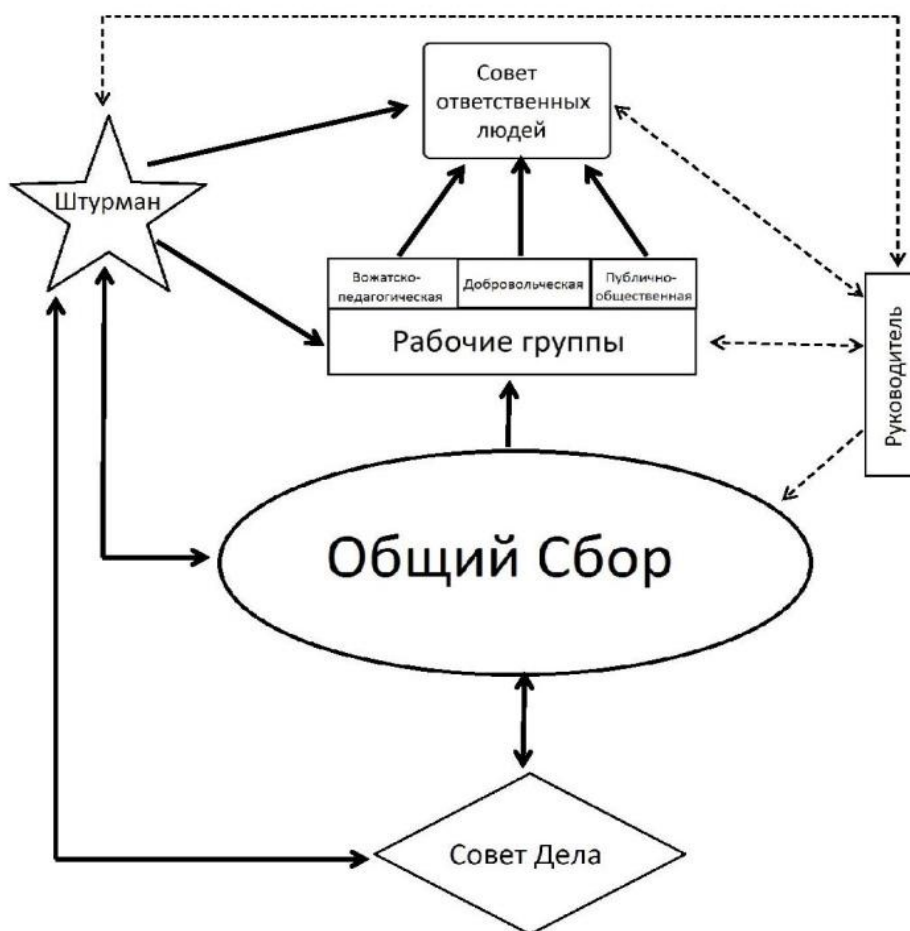 Совет
ответственных
людей
Штурман
Вожатско-
педагогическая
Добровольческая
Публично-
общественная
Рабочие группы
Руководитель
Общий Сбор
Совет Дела